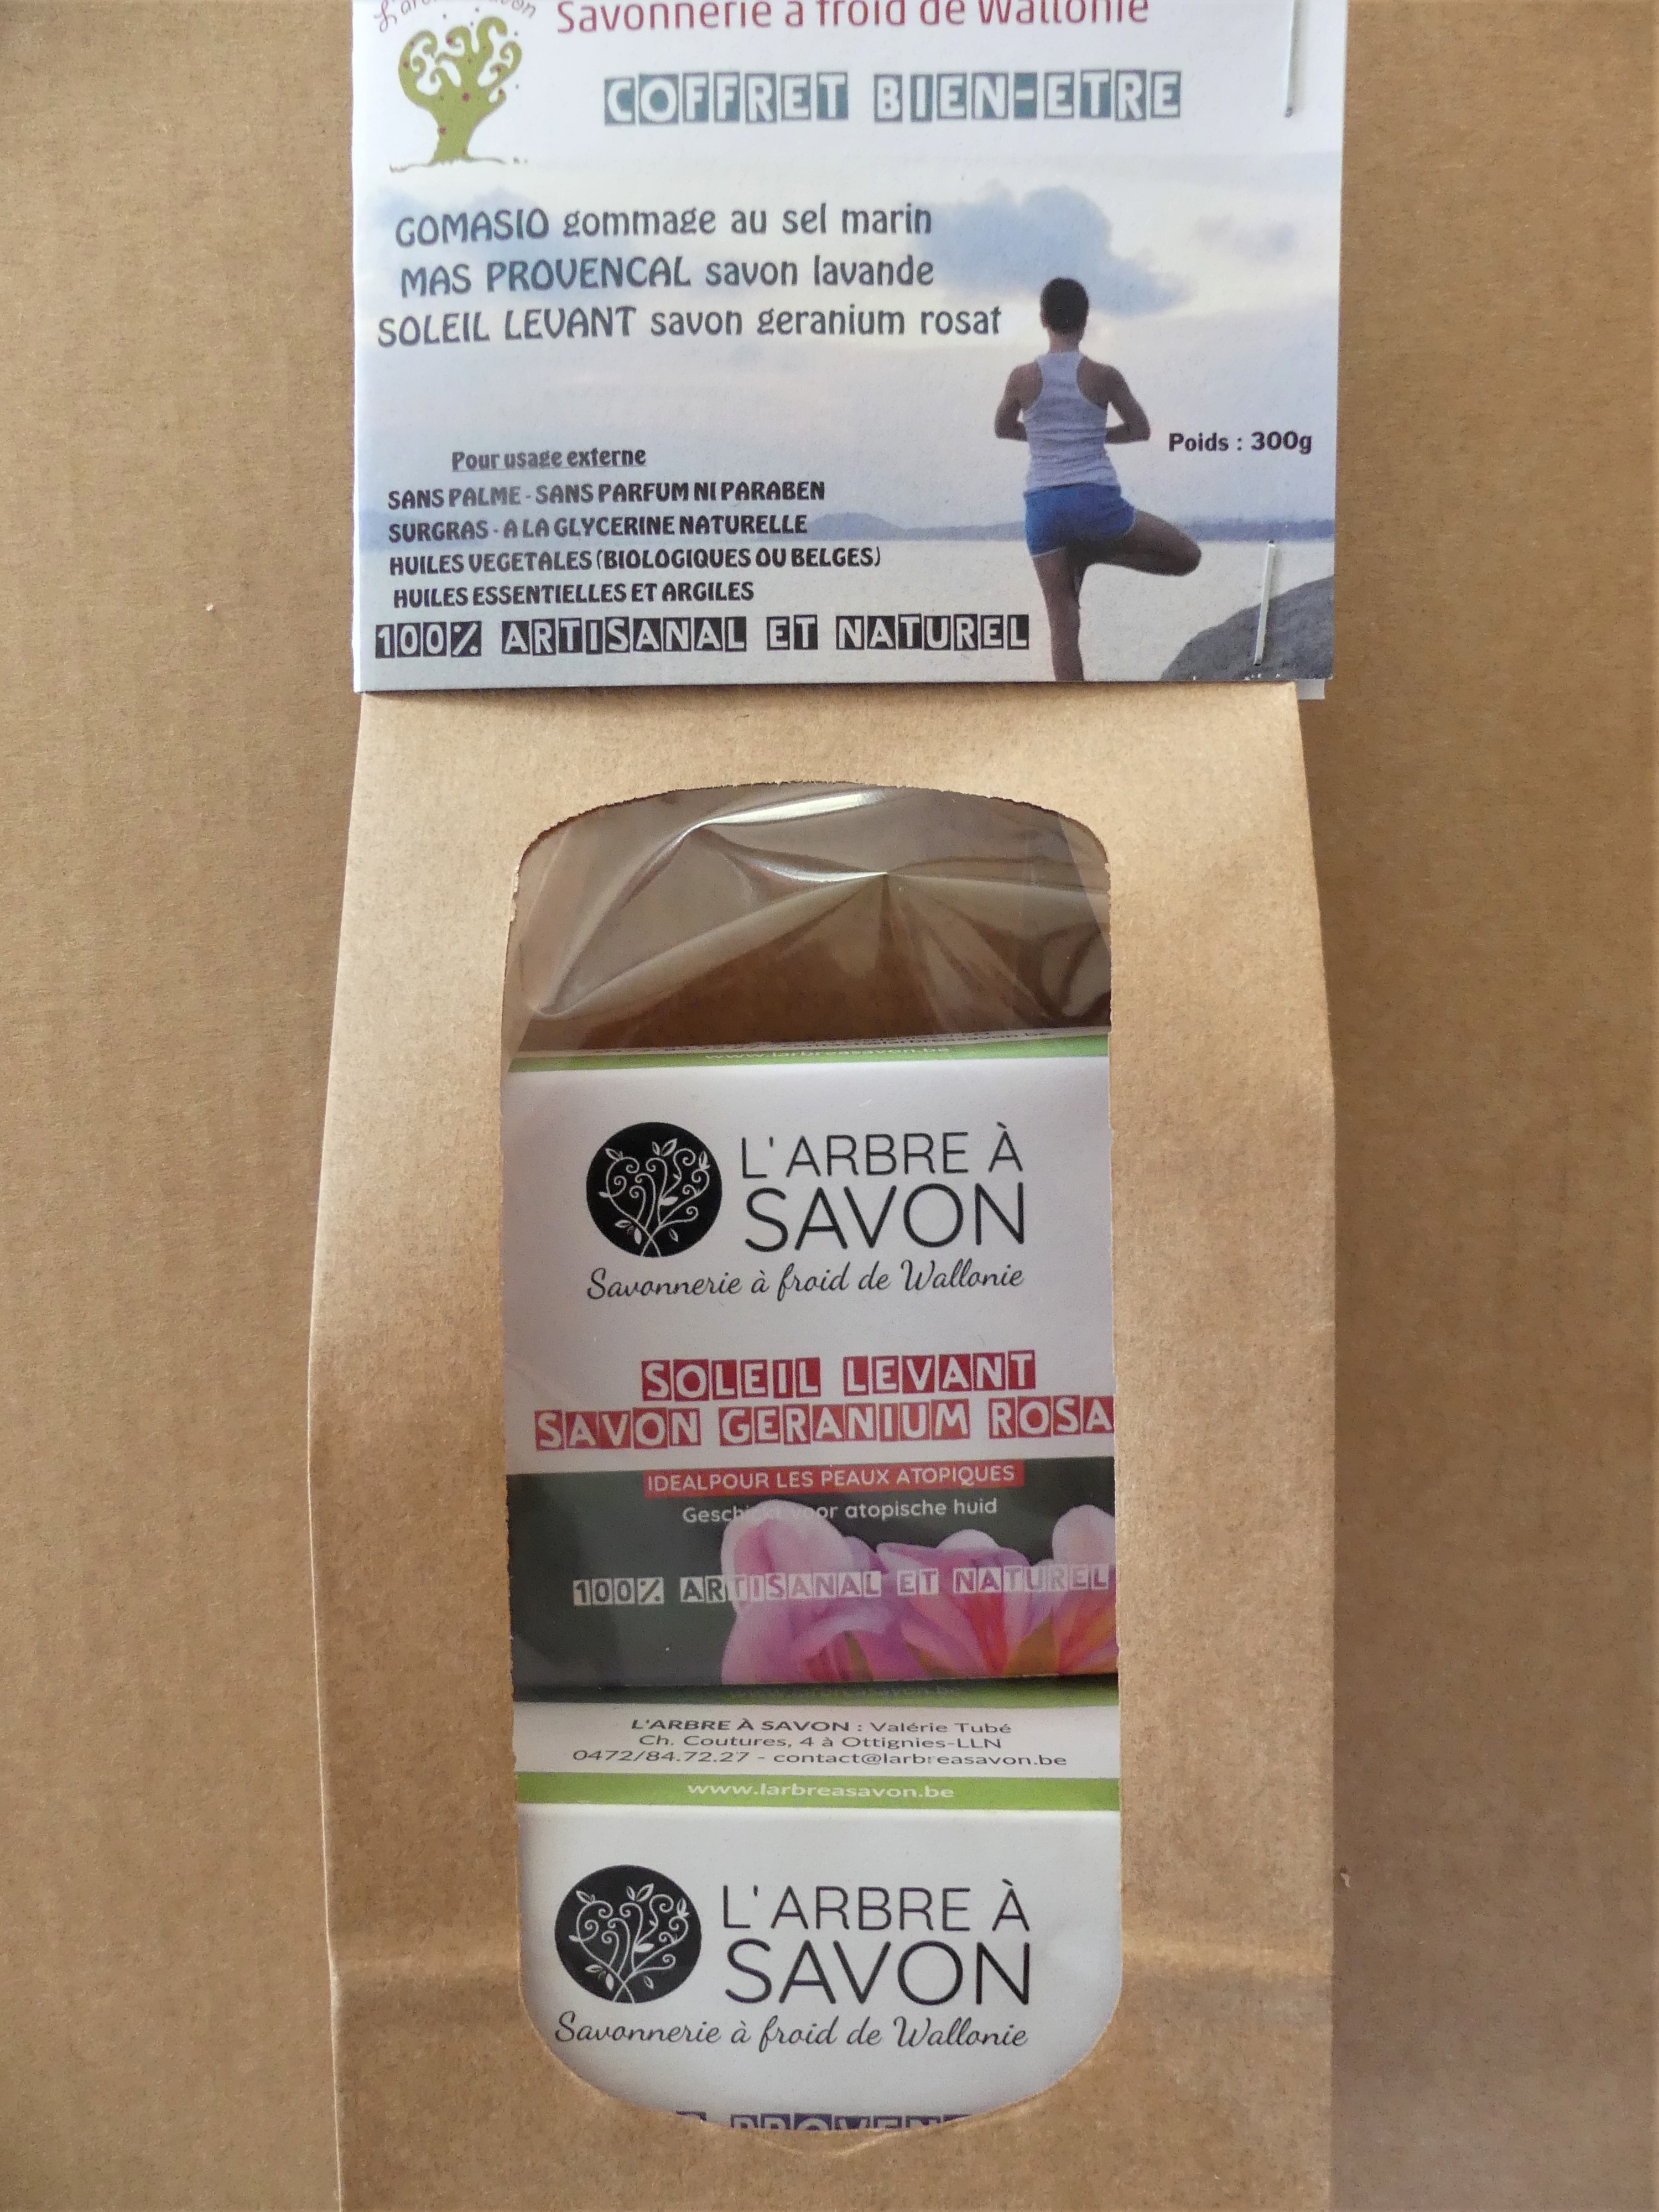 Savonnerie à froid de Wallonie
COFFRET BIEN-ETRE
GOMASIO gommage au sel marin
MAS PROVENCAL savon lavande
SOLEIL LEVANT savon geranium rosat
Poids : 300g
Pour usage externe
SANS PALME - SANS PARFUM NI PARABEN
SURGRAS - A LA GLYCERINE NATURELLE
HUILES VEGETALES (BIOLOGIQUES OU BELGES)
HUILES ESSENTIELLES ET ARGILES
100% ARTISANAL ET NATUREL
www.larbreasavon.be
L'ARBRE À
SAVON
Savonnerie à froid de Wallonie
SOLEIL LEVANT
SAVON GERANIUM ROSA
IDEALPOUR LES PEAUX ATOPIQUES
Geschikt voor atopische huid
100% ARTISANAL ET NATUREL
L'ARBRE À SAVON : Valérie Tubé
Ch. Coutures, 4 à Ottignies-LLN
0472/84.72.27 - contact@larbreasavon.be
www.larbreasavon.be
L'ARBRE À
SAVON
Savonnerie à froid de Wallonie